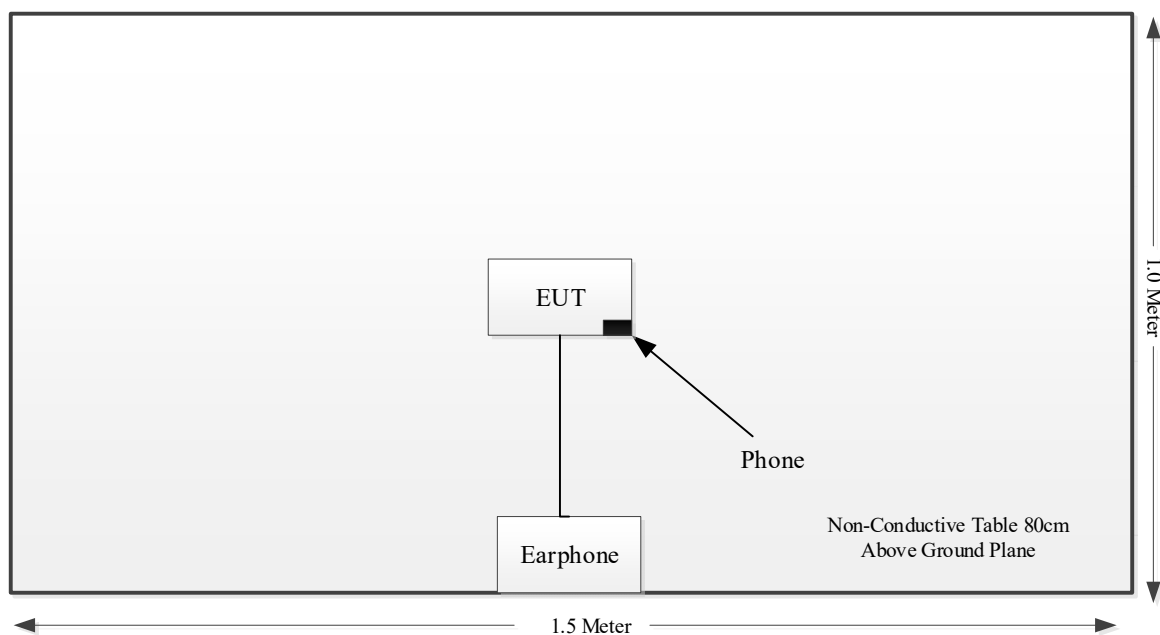 EUT
1.0 Meter
Phone
Non-Conductive Table 80cm
Above Ground Plane
Earphone
1.5 Meter